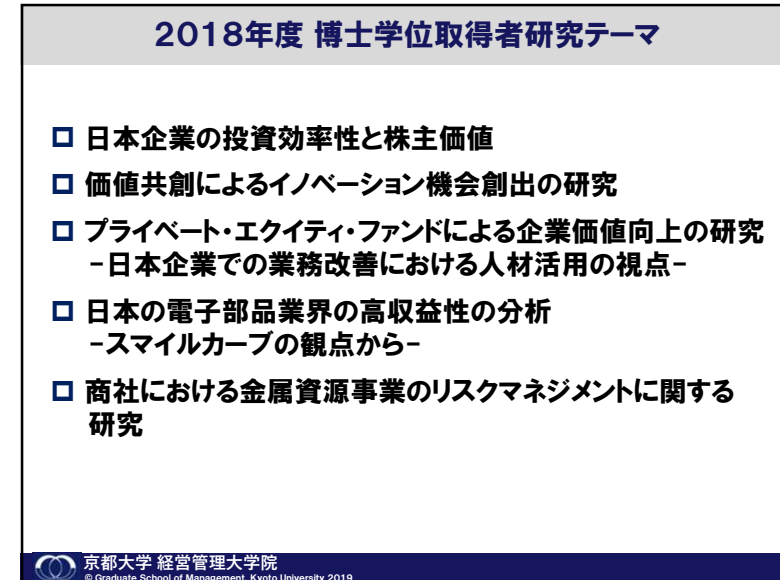 2018年度 博士学位取得者研究テーマ
日本企業の投資効率性と株主価値
価値共創によるイノベーション機会創出の研究
プライベート・エクイティ・ファンドによる企業価値向上の研究
－日本企業での業務改善における人材活用の視点－
日本の電子部品業界の高収益性の分析
－スマイルカーブの観点から－
商社における金属資源事業のリスクマネジメントに関する
研究
京都大学 経営管理大学院
© Graduate School of Management, Kyoto University 2019